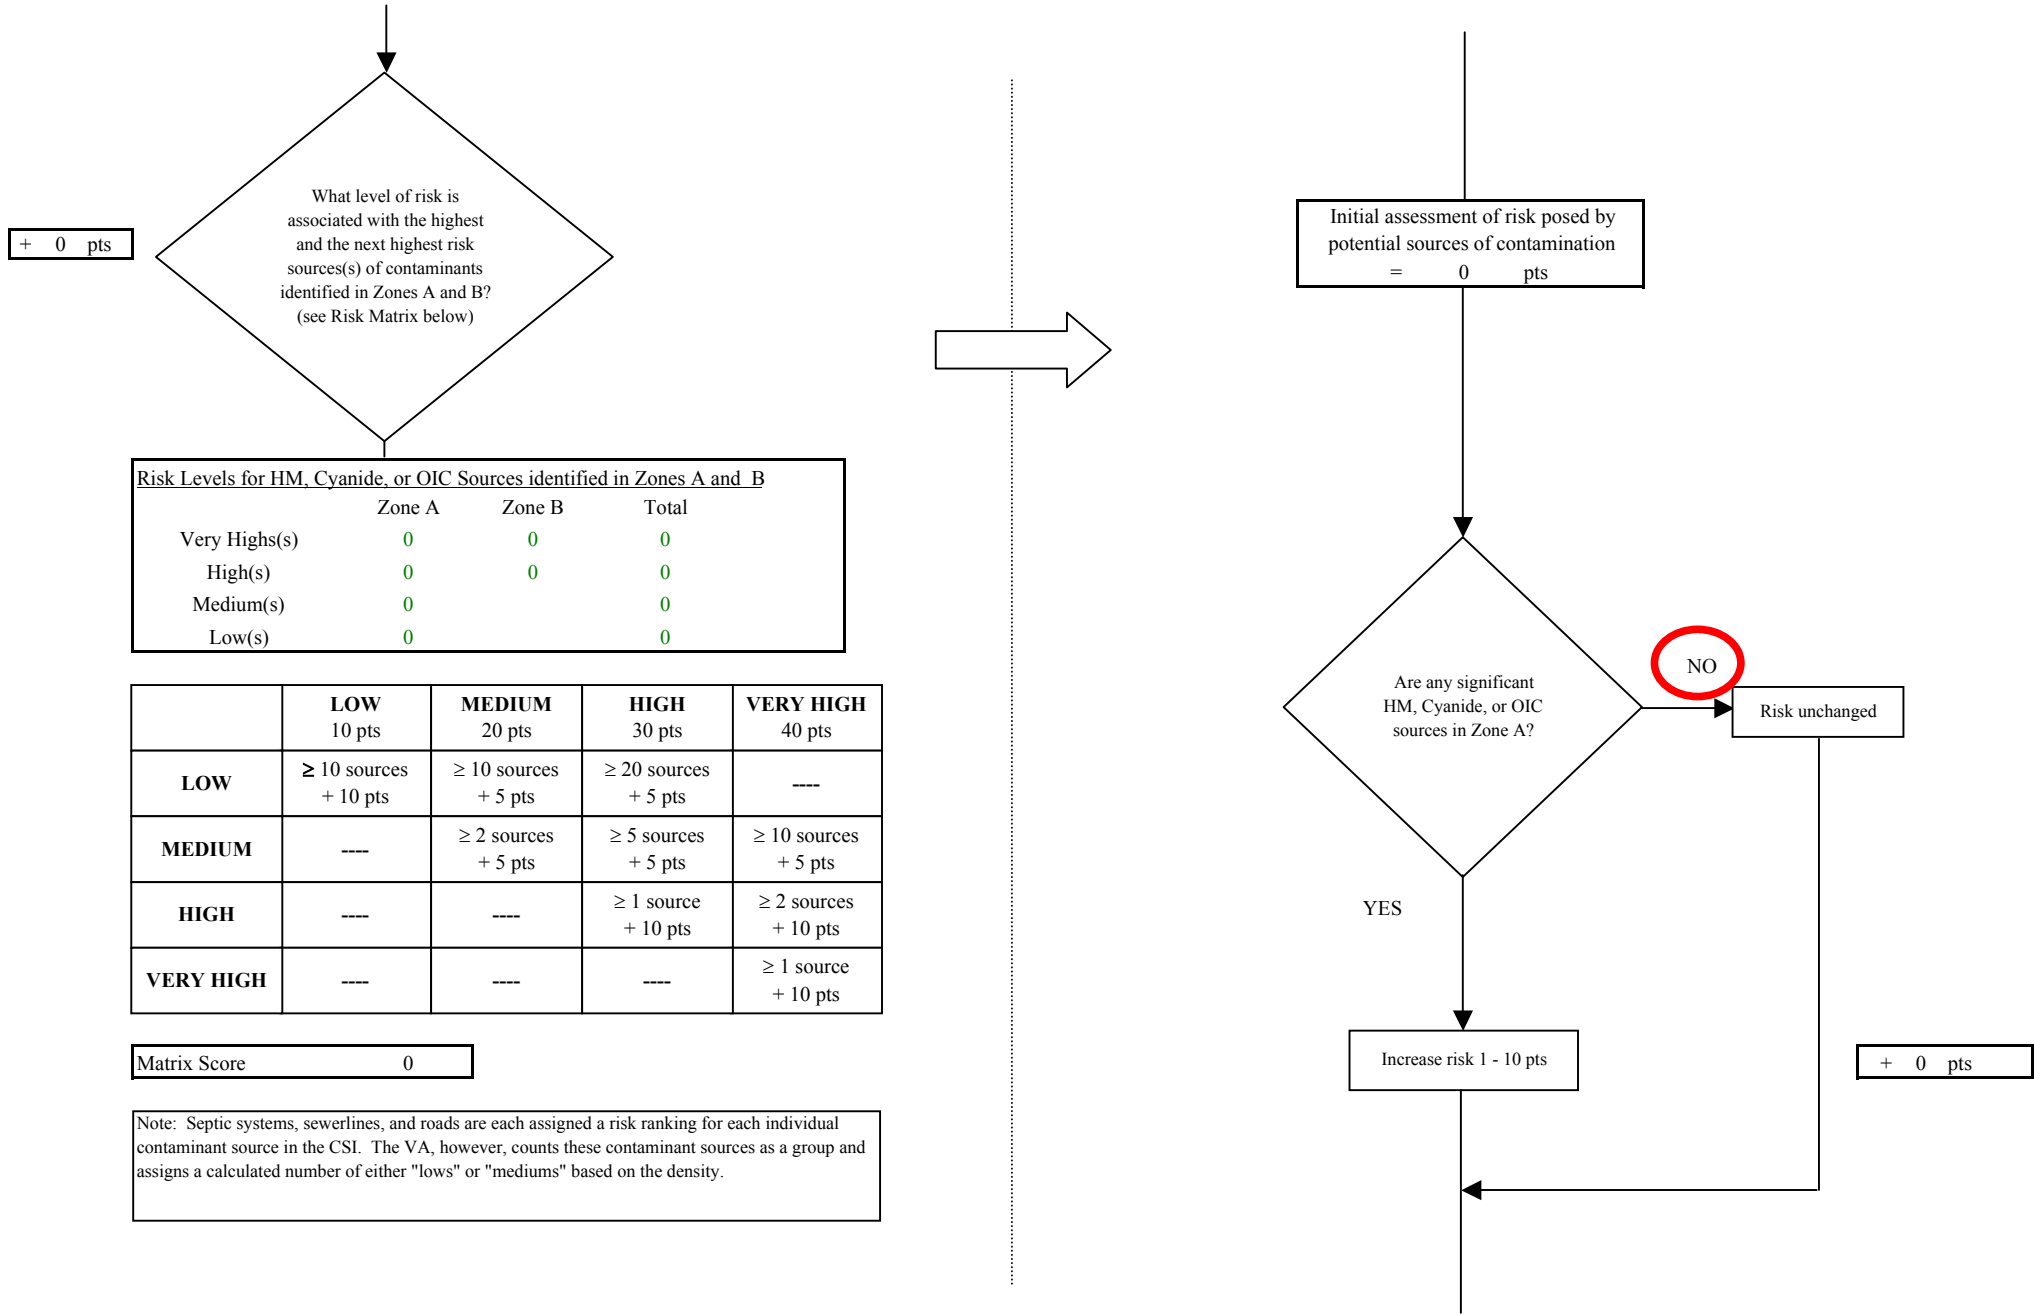 What level of risk is
associated with the highest
and the next highest risk
sources(s) of contaminants
identified in Zones A and B?
(see Risk Matrix below)
+ 0 pts
Risk Levels for HM, Cyanide, or OIC Sources identified in Zones A and B
Zone A Zone B Total
Very Highs(s) 0 0 0
High(s) 0 0 0
Medium(s) 0 0
Low(s) 0 0
LOW MEDIUM HIGH VERY HIGH
10 pts 20 pts 30 pts 40 pts
LOW ≥ 10 sources ≥ 10 sources ≥ 20 sources ----
+ 10 pts + 5 pts + 5 pts
MEDIUM ---- ≥ 2 sources ≥ 5 sources ≥ 10 sources
+ 5 pts + 5 pts + 5 pts
HIGH ---- ---- ≥ 1 source ≥ 2 sources
+ 10 pts + 10 pts
VERY HIGH ---- ---- ---- ≥ 1 source
+ 10 pts
Matrix Score 0
Note: Septic systems, sewerlines, and roads are each assigned a risk ranking for each individual
contaminant source in the CSI. The VA, however, counts these contaminant sources as a group and
assigns a calculated number of either "lows" or "mediums" based on the density.
Initial assessment of risk posed by
potential sources of contamination
= 0 pts
Are any significant
HM, Cyanide, or OIC
sources in Zone A?
NO
Risk unchanged
YES
Increase risk 1 - 10 pts
+ 0 pts